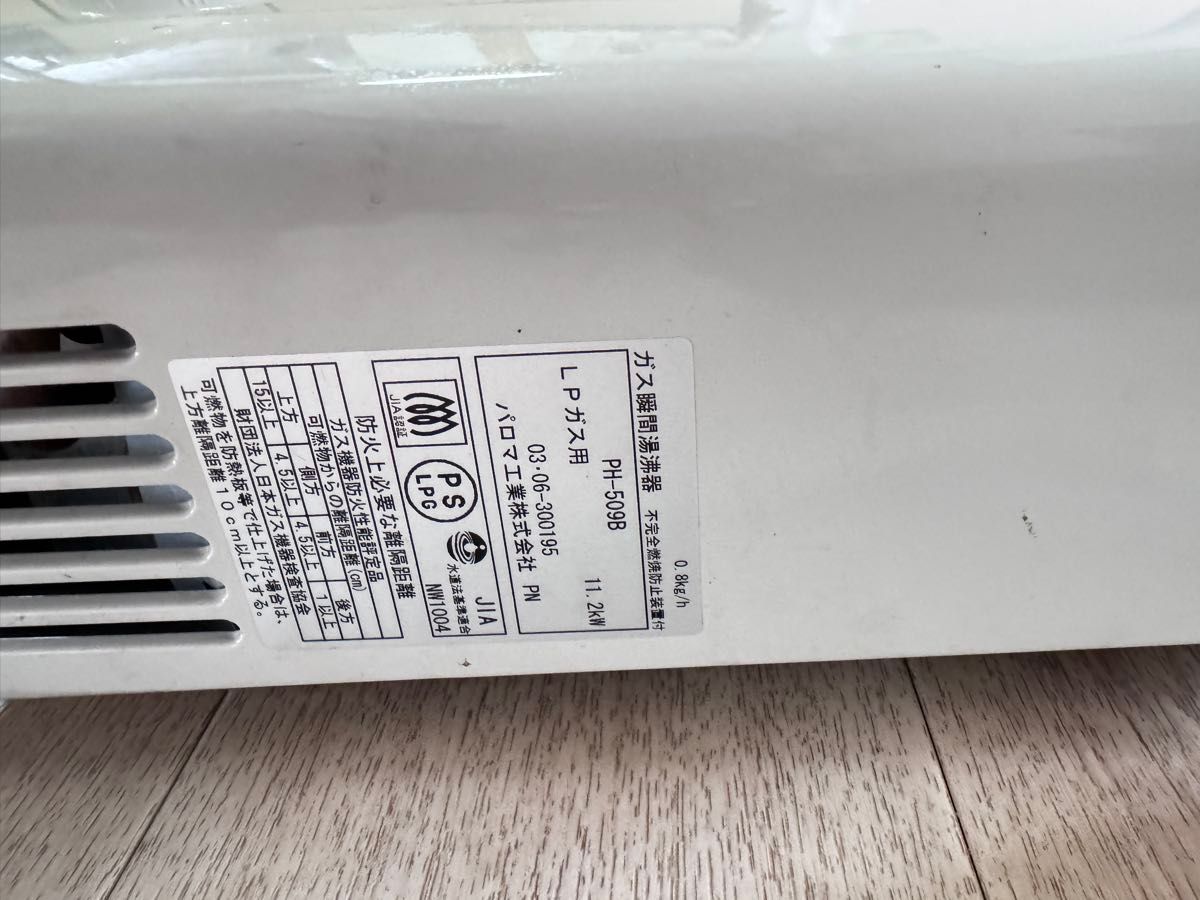 ガス瞬間湯沸器 不完全燃焼防止装置付
PH-509B
LPガス用 11.2kW
0.8kg/h
03・06-300195
パロマ工業株式会社 PN
JIA認証
PS
LPG
水道法基準適合
JIA
NW1004
防火上必要な離隔距離
ガス機器防火性能評定品
可燃物からの離隔距離(cm)
上方 側方 前方 後方
15以上 4.5以上 4.5以上 1以上
財団法人日本ガス機器検査協会
可燃物を防熱板等で仕上げた場合は、
上方離隔距離10cm以上とする。